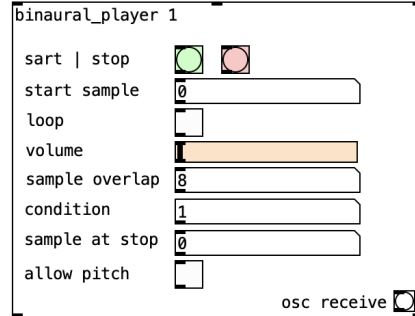 binaural_player 1
sart | stop
start sample 0
loop
volume
sample overlap 8
condition 1
sample at stop 0
allow pitch
osc receive